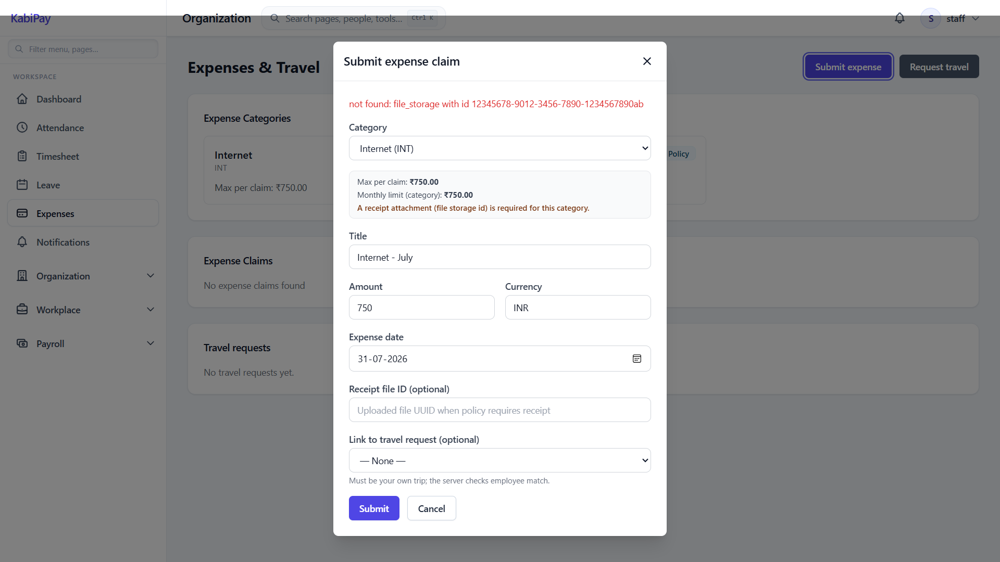 KabiPay
Organization
Search pages, people, tools...
Ctrl K
S
staff
Filter menu, pages...
WORKSPACE
Dashboard
Attendance
Timesheet
Leave
Expenses
Notifications
Organization
Workplace
Payroll
Expenses & Travel
Submit expense
Request travel
Expense Categories
Internet
INT
Max per claim: ₹750.00
Policy
Expense Claims
No expense claims found
Travel requests
No travel requests yet.
Submit expense claim
not found: file_storage with id 12345678-9012-3456-7890-1234567890ab
Category
Internet (INT)
Max per claim: ₹750.00
Monthly limit (category): ₹750.00
A receipt attachment (file storage id) is required for this category.
Title
Internet - July
Amount
Currency
750
INR
Expense date
31-07-2026
Receipt file ID (optional)
Uploaded file UUID when policy requires receipt
Link to travel request (optional)
— None —
Must be your own trip; the server checks employee match.
Submit
Cancel